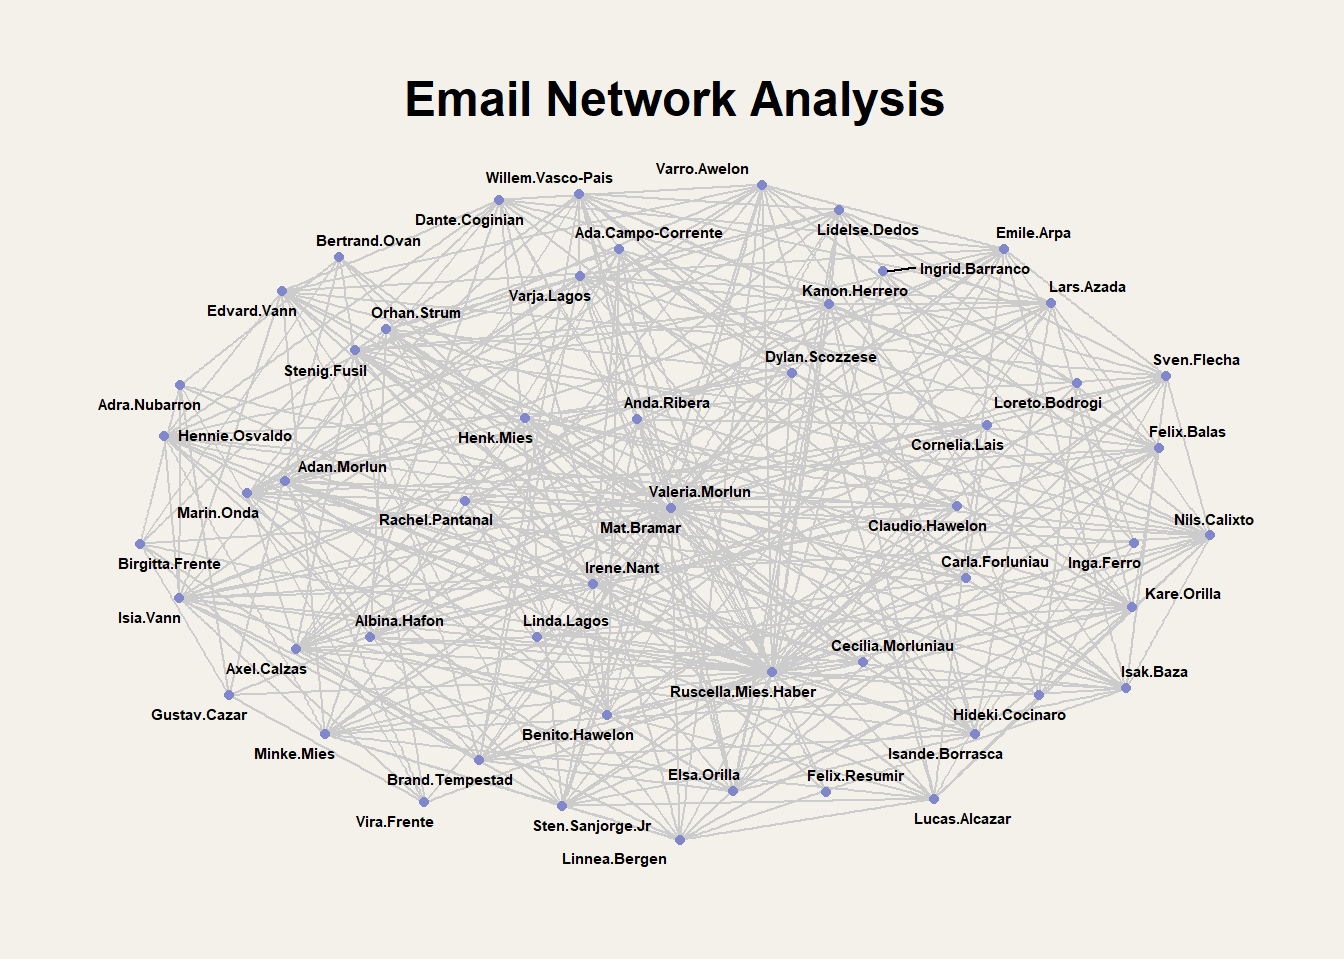 Email Network Analysis
Varro.Awelon
Willem.Vasco-Pais
Dante.Coginian
Lidelse.Dedos
Ada.Campo-Corrente
Emile.Arpa
Bertrand.Ovan
Ingrid.Barranco
Lars.Azada
Kanon.Herrero
Varja.Lagos
Edvard.Vann
Orhan.Strum
Dylan.Scozzese
Sven.Flecha
Stenig.Fusil
Adra.Nubarron
Anda.Ribera
Loreto.Bodrogi
Felix.Balas
Hennie.Osvaldo
Henk.Mies
Cornelia.Lais
Adan.Morlun
Valeria.Morlun
Marin.Onda
Rachel.Pantanal
Nils.Calixto
Mat.Bramar
Claudio.Hawelon
Birgitta.Frente
Irene.Nant
Carla.Forluniau
Inga.Ferro
Kare.Orilla
Isia.Vann
Albina.Hafon
Linda.Lagos
Cecilia.Morluniau
Axel.Calzas
Isak.Baza
Ruscella.Mies.Haber
Gustav.Cazar
Hideki.Cocinaro
Benito.Hawelon
Minke.Mies
Isande.Borrasca
Brand.Tempestad
Elsa.Orilla
Felix.Resumir
Vira.Frente
Sten.Sanjorge.Jr
Lucas.Alcazar
Linnea.Bergen